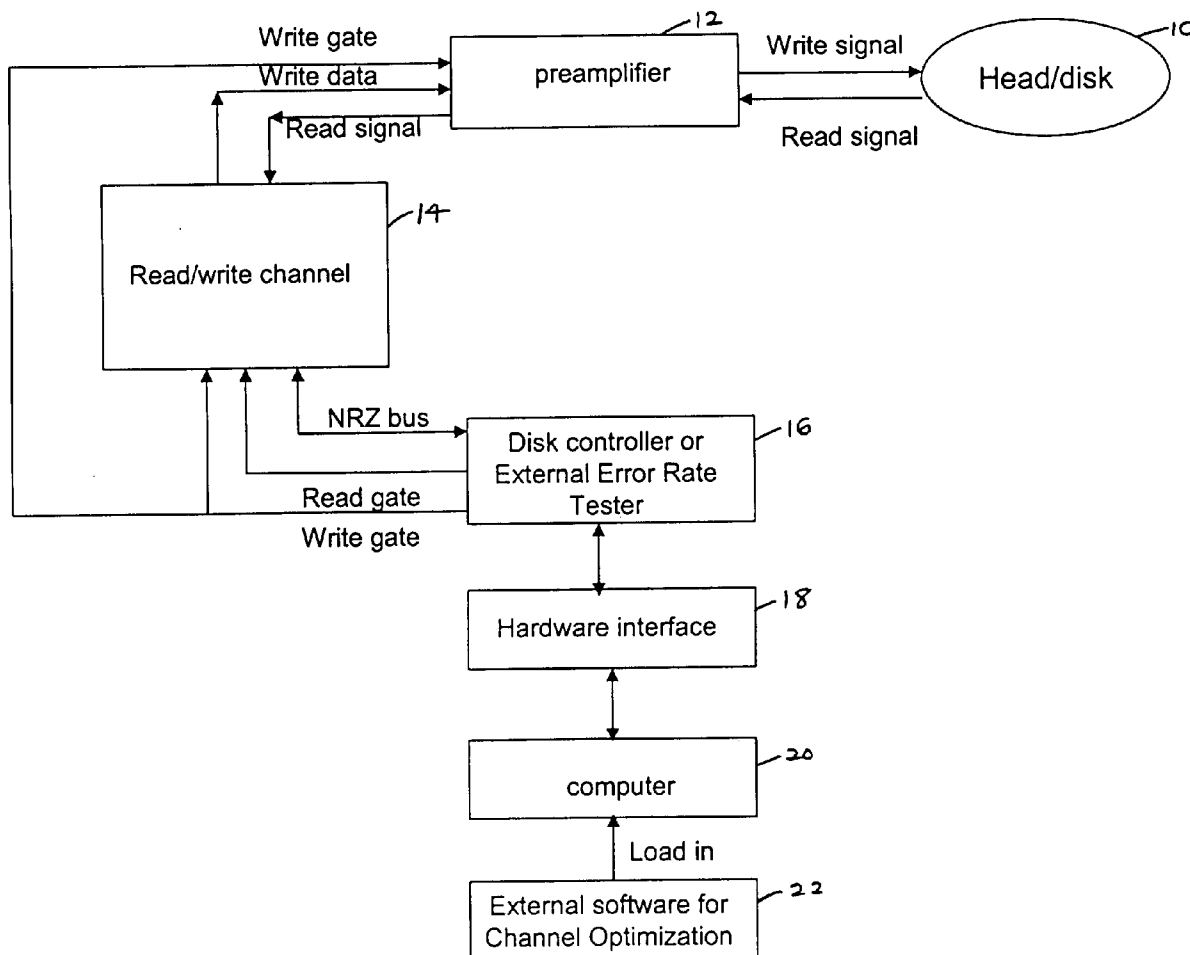 12
10
Write gate
Write signal
preamplifier
Head/disk
Write data
Read signal
Read signal
14
Read/write channel
NRZ bus
16
Disk controller or
External Error Rate
Tester
Read gate
Write gate
18
Hardware interface
20
computer
Load in
22
External software for
Channel Optimization